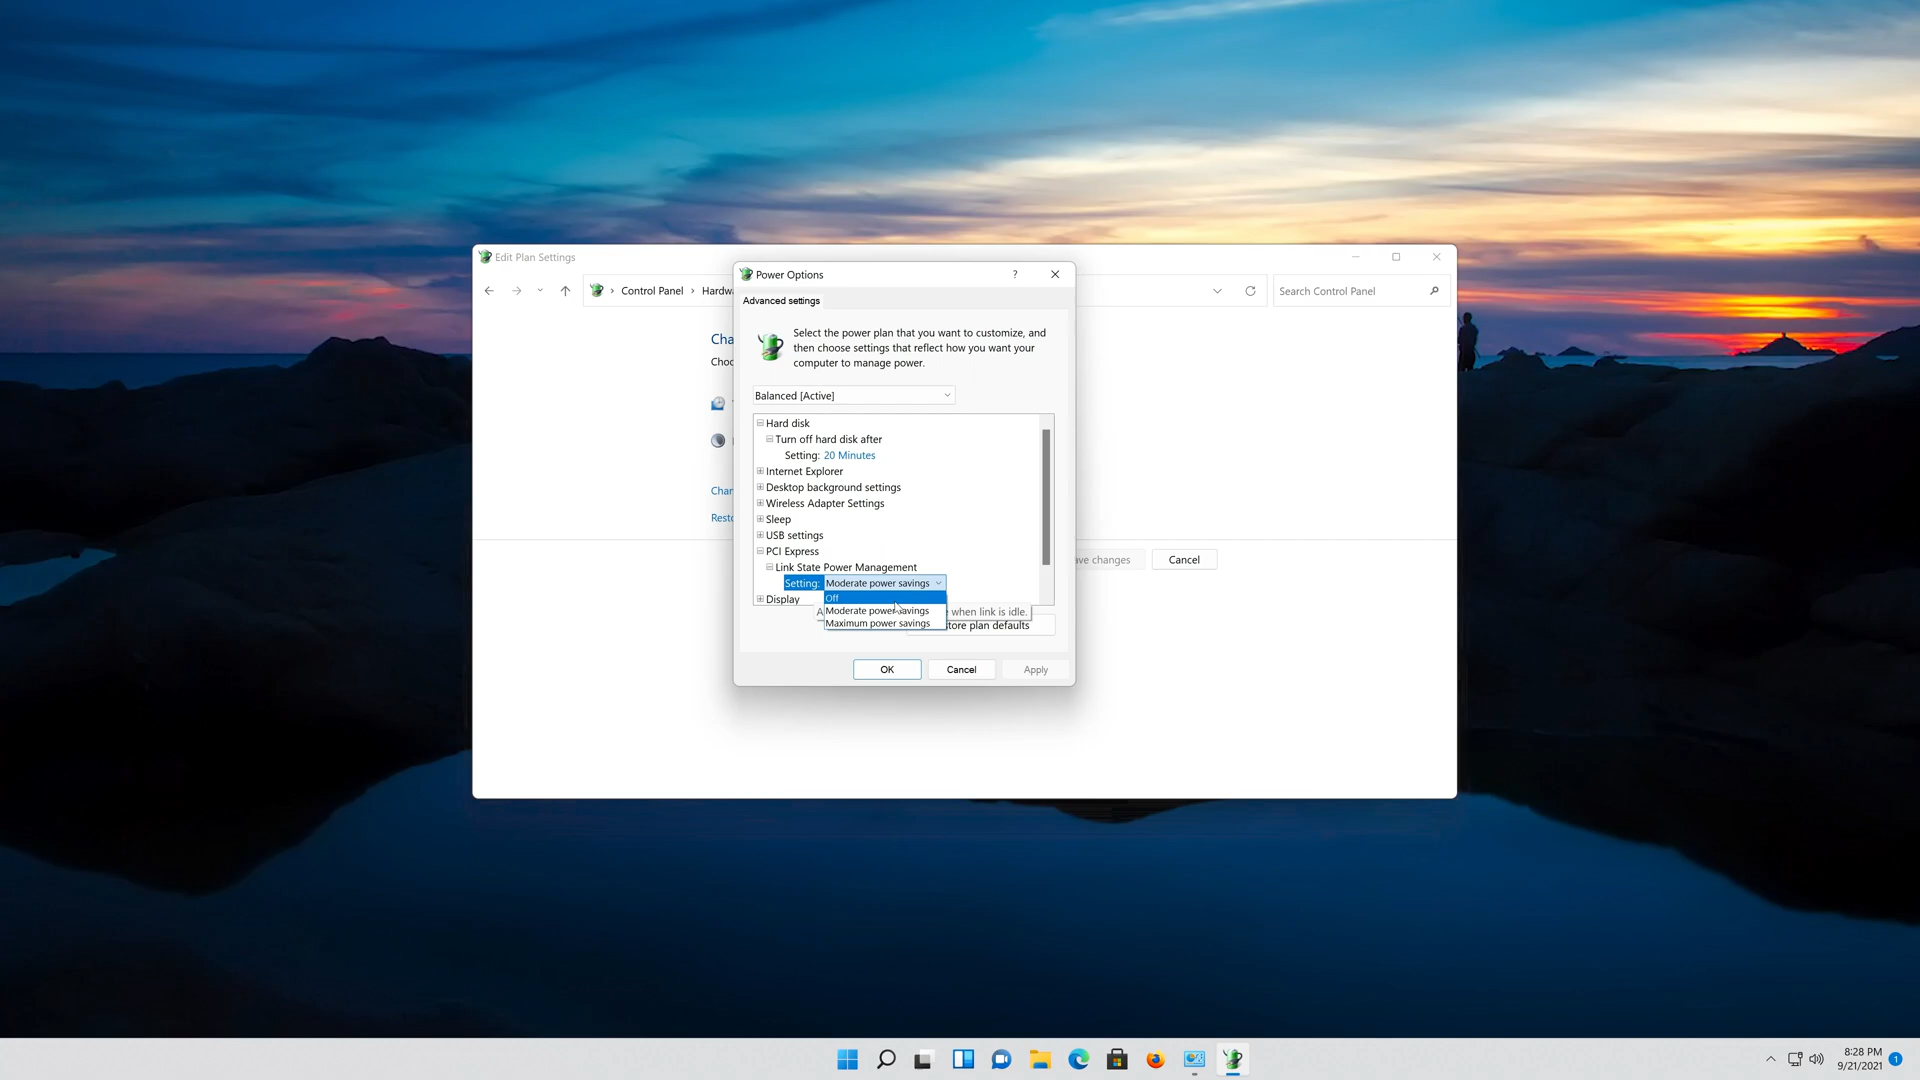 Edit Plan Settings
Control Panel
Hardw
Search Control Panel
Cha
Choo
Chan
Resto
ave changes
Cancel
Power Options
?
Advanced settings
Select the power plan that you want to customize, and
then choose settings that reflect how you want your
computer to manage power.
Balanced [Active]
Hard disk
Turn off hard disk after
Setting: 20 Minutes
Internet Explorer
Desktop background settings
Wireless Adapter Settings
Sleep
USB settings
PCI Express
Link State Power Management
Setting: Moderate power savings
Off
Display
Moderate power savings
when link is idle.
Maximum power savings
store plan defaults
OK
Cancel
Apply
8:28 PM
9/21/2021
1